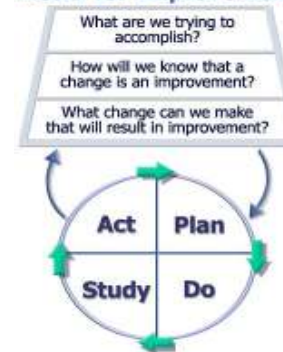 What are we trying to
accomplish?
How will we know that a
change is an improvement?
What change can we make
that will result in improvement?
Act Plan
Study Do